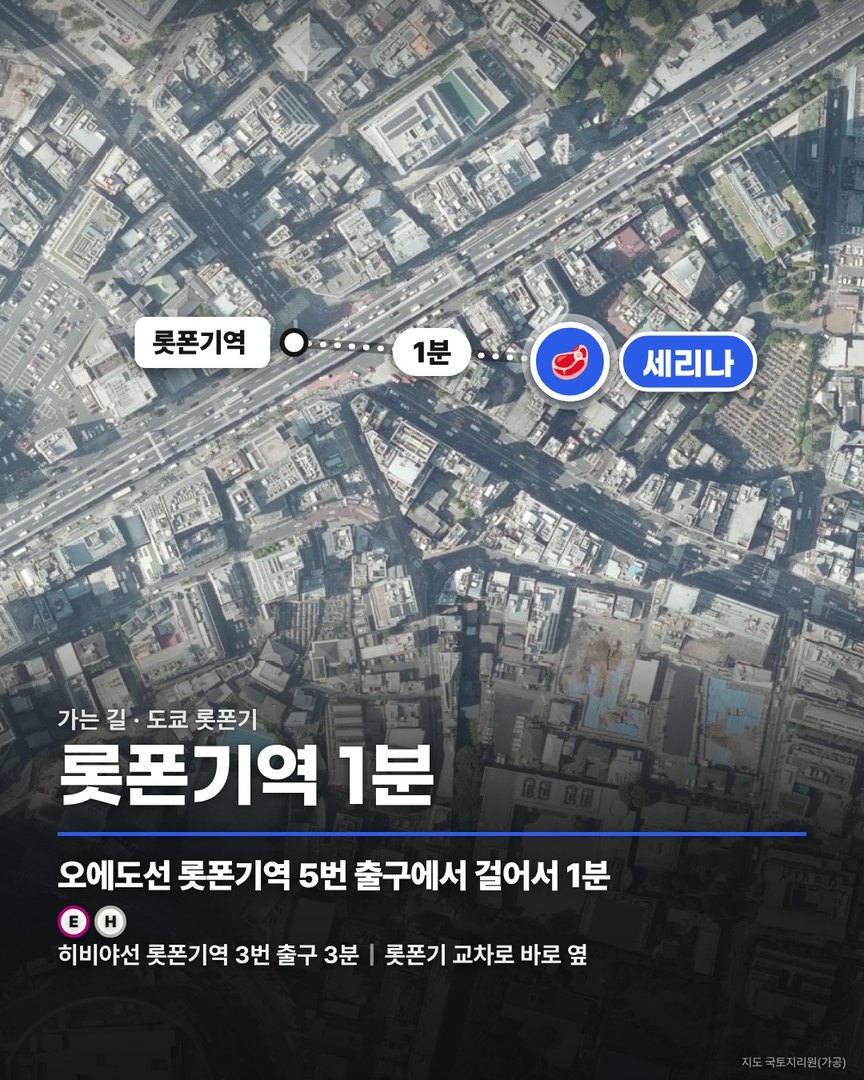 롯폰기역
1분
세리나
가는 길 · 도쿄 롯폰기
롯폰기역 1분
오에도선 롯폰기역 5번 출구에서 걸어서 1분
E H
히비야선 롯폰기역 3번 출구 3분 | 롯폰기 교차로 바로 옆
지도 국토지리원(가공)